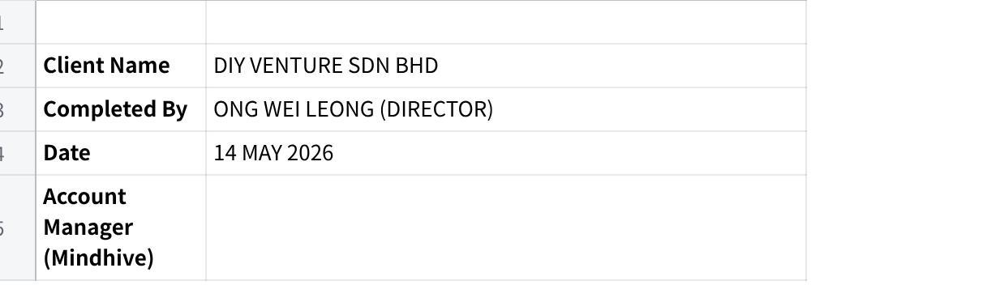 1
2 Client Name DIY VENTURE SDN BHD
3 Completed By ONG WEI LEONG (DIRECTOR)
4 Date 14 MAY 2026
5 Account
Manager
(Mindhive)